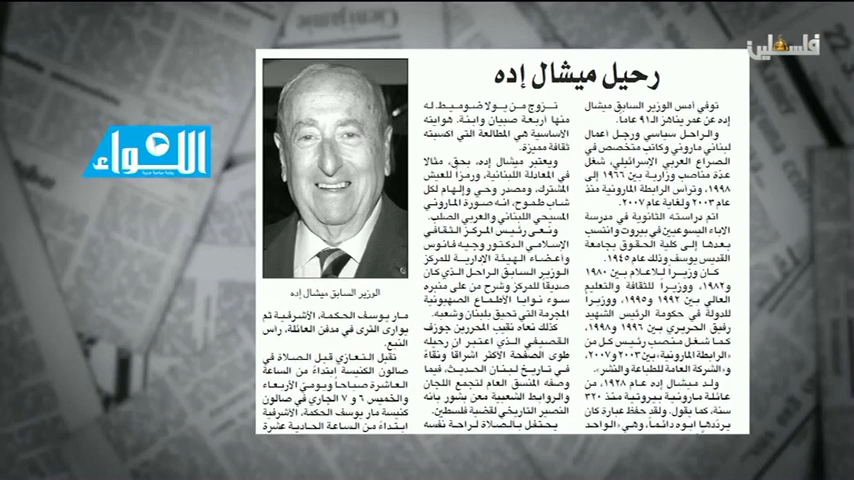 فلسطين
اللواء
رحيل ميشال إده
توفي أمس الوزير السابق ميشال
إده عن عمر يناهز الـ٩١ عاماً.
والراحل سياسي ورجل أعمال
لبناني ماروني وكاتب متخصص في
الصراع العربي الإسرائيلي، شغل
عدة مناصب وزارية بين ١٩٦٦ إلى
١٩٩٨، وترأس الرابطة المارونية منذ
عام ٢٠٠٣ ولغاية عام ٢٠٠٧.
اتم دراسته الثانوية في مدرسة
الاباء اليسوعيين في بيروت وانتسب
بعدها إلى كلية الحقوق بجامعة
القديس يوسف وذلك عام ١٩٤٥.
كان وزيراً للاعلام بين ١٩٨٠
و١٩٨٢، ووزيراً للثقافة والتعليم
العالي بين ١٩٩٢ و١٩٩٥، ووزيراً
للدولة في حكومة الرئيس الشهيد
رفيق الحريري بين ١٩٩٦ و١٩٩٨،
كما شغل منصب رئيس كل من
«الرابطة المارونية» بين ٢٠٠٣ و٢٠٠٧،
و«الشركة العامة للطباعة والنشر».
ولد ميشال إده عام ١٩٢٨، من
عائلة مارونية بيروتية منذ ٣٢٠
سنة، كما يقول. ولقد حفظ عبارة كان
يرددها ابوه دائماً، وهي «الواحد
تزوج من يولا ضوميط له
منها أربعة صبيان وابنة. هوايته
الأساسية هي المطالعة التي اكسبته
ثقافة مميزة.
ويعتبر ميشال إده، بحق، مثالا
في المعادلة اللبنانية، ورمزاً للعيش
المشترك، ومصدر وحي وإلهام لكل
شاب طموح، انه صورة الماروني
المسيحي اللبناني والعربي الصلب.
ونعى رئيس المركز الثقافي
الإسلامي الدكتور وجيه فانوس
وأعضاء الهيئة الإدارية للمركز
الوزير السابق الراحل الذي كان
صديقا للمركز وشرح من على منبره
سوء نوايا الأطماع الصهيونية
المجرمة التي تحيق بلبنان وشعبه.
كذلك نعاه نقيب المحررين جوزف
القصيفي الذي اعتبر ان رحيله
طوى الصفحة الأكثر اشراقاً ونقاءً
في تاريخ لبنان الحديث، فيما
وصفه المنسق العام لتجمع اللجان
والروابط الشعبية معن بشور بانه
النصير التاريخي لقضية فلسطين.
يحتفل بالصلاة لراحة نفسه
الوزير السابق ميشال إده
مار يوسف الحكمة، الأشرفية ثم
يوارى الثرى في مدفن العائلة، رأس
النبع.
تقبل التعازي قبل الصلاة في
صالون الكنيسة إبتداءً من الساعة
العاشرة صباحاً ويومي الأربعاء
والخميس ٦ و ٧ الجاري في صالون
كنيسة مار يوسف الحكمة، الأشرفية
ابتداءً من الساعة الحادية عشرة